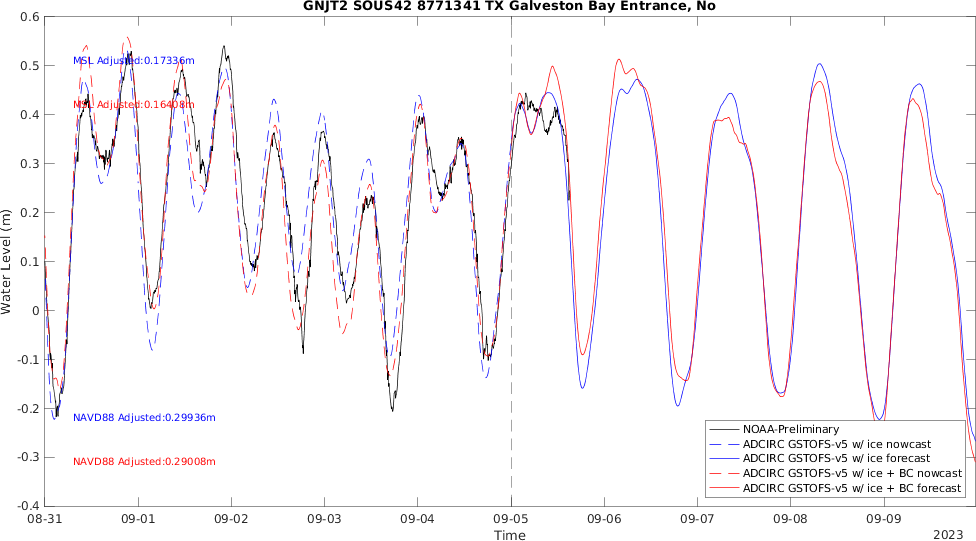 GNJT2 SOUS42 8771341 TX Galveston Bay Entrance, No
0.6
0.5
0.4
0.3
0.2
0.1
0
-0.1
-0.2
-0.3
-0.4
Water Level (m)
MSL Adjusted:0.17336m
MSL Adjusted:0.16408m
NAVD88 Adjusted:0.29936m
NAVD88 Adjusted:0.29008m
NOAA-Preliminary
ADCIRC GSTOFS-v5 w/ ice nowcast
ADCIRC GSTOFS-v5 w/ ice forecast
ADCIRC GSTOFS-v5 w/ ice + BC nowcast
ADCIRC GSTOFS-v5 w/ ice + BC forecast
08-31 09-01 09-02 09-03 09-04 09-05 09-06 09-07 09-08 09-09
Time
2023